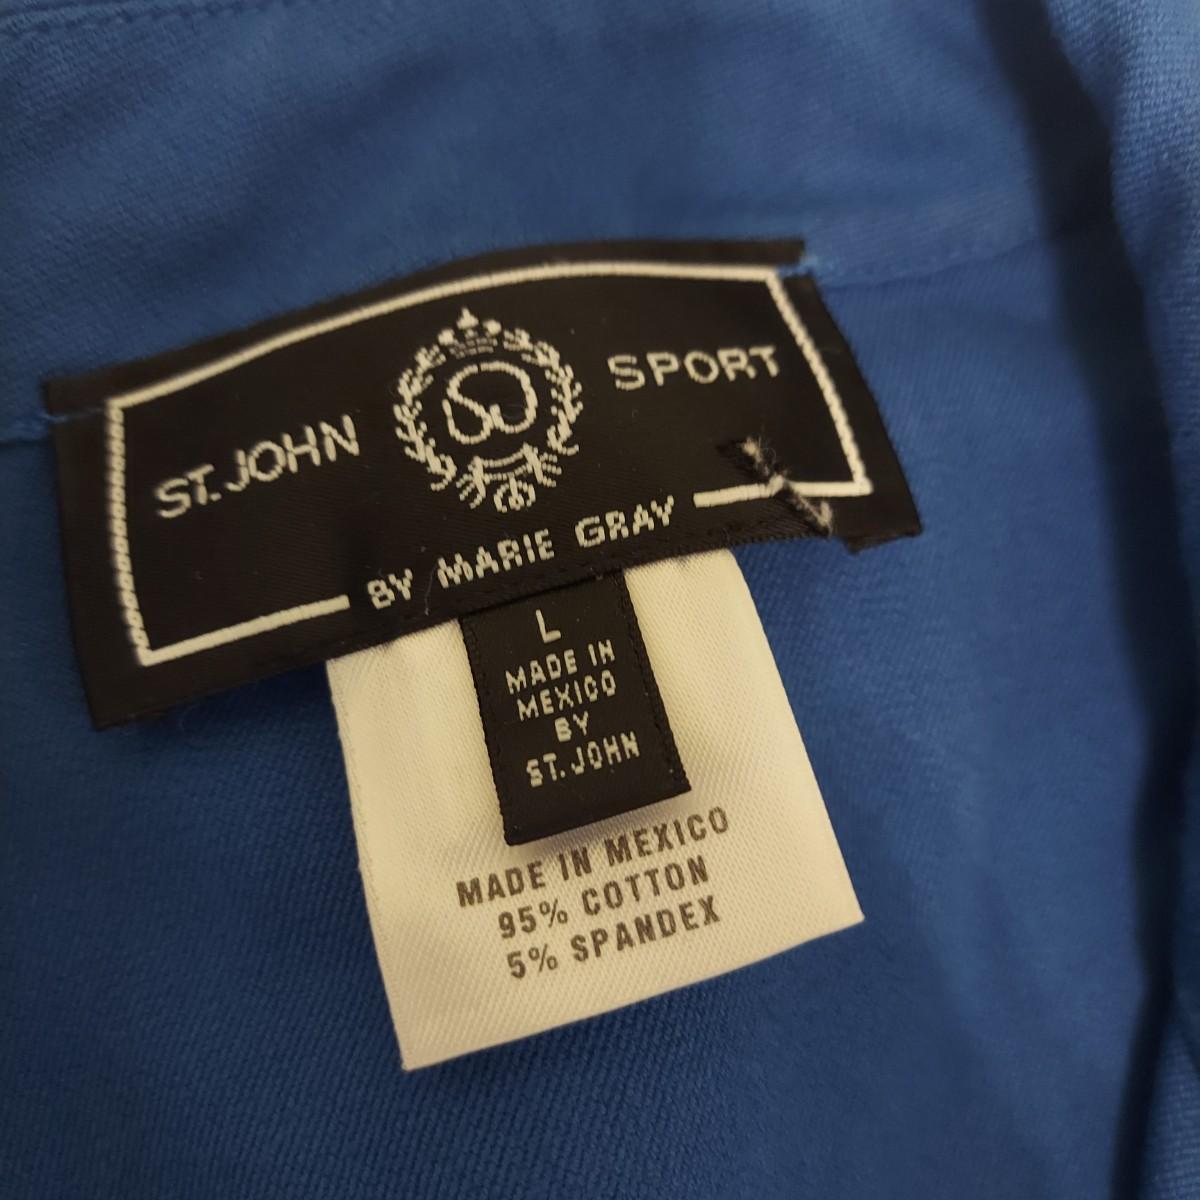 ST. JOHN SPORT
BY MARIE GRAY
L
MADE IN
MEXICO
BY
ST. JOHN
MADE IN MEXICO
95% COTTON
5% SPANDEX